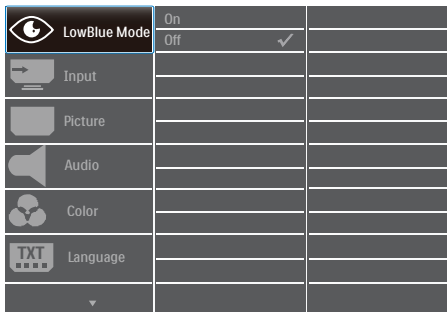 LowBlue Mode
On
Off
Input
Picture
Audio
Color
TXT
Language